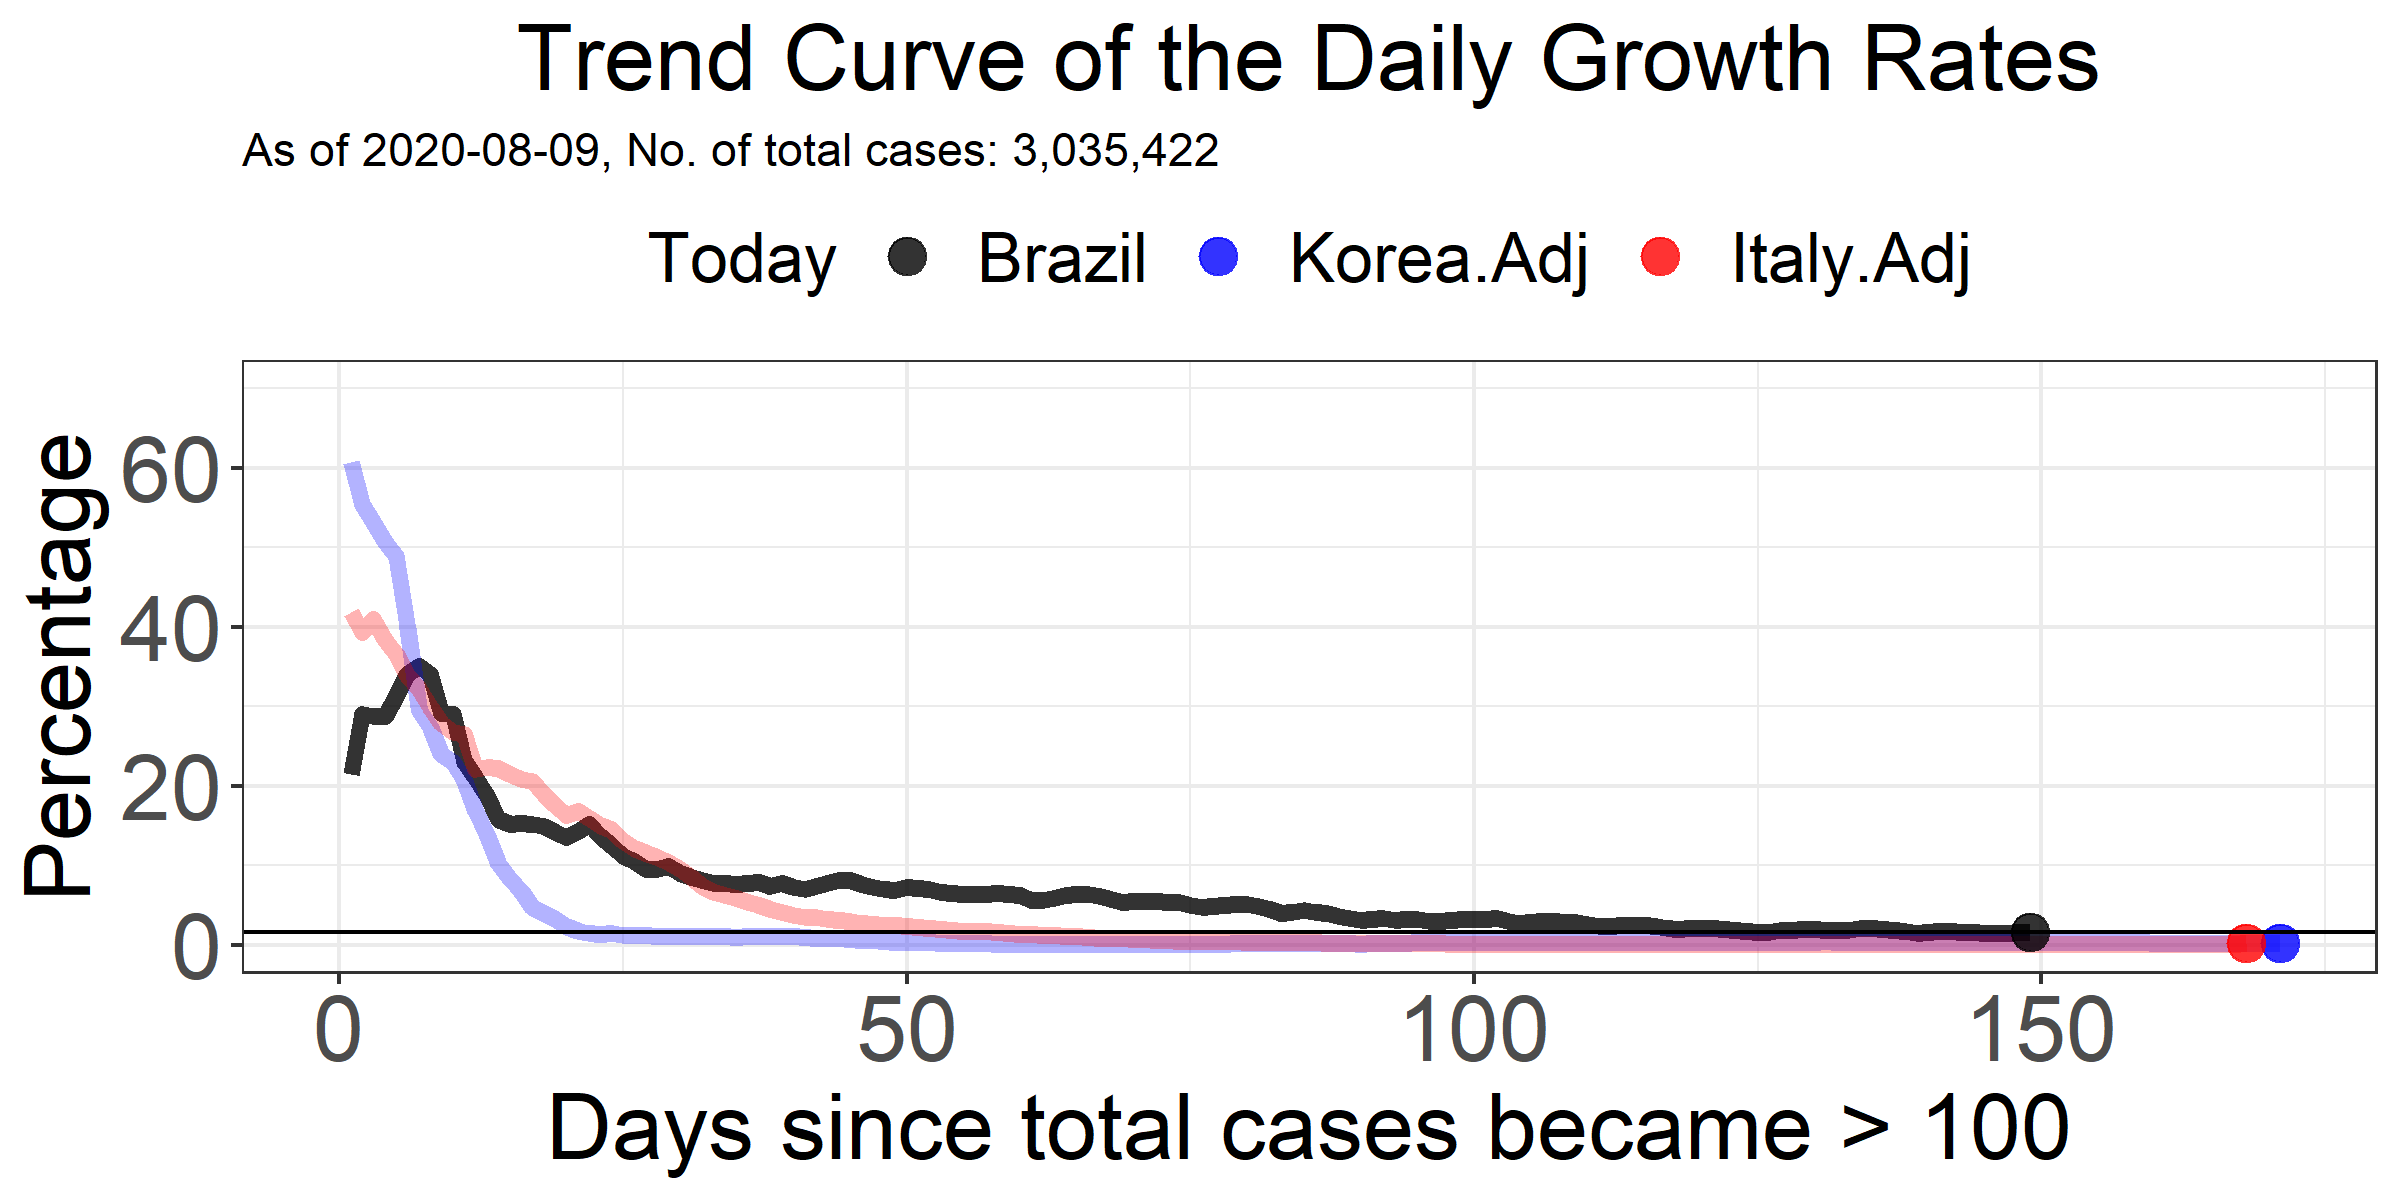 Trend Curve of the Daily Growth Rates
As of 2020-08-09, No. of total cases: 3,035,422
Today Brazil Korea.Adj Italy.Adj
Percentage
60
40
20
0
0 50 100 150
Days since total cases became > 100